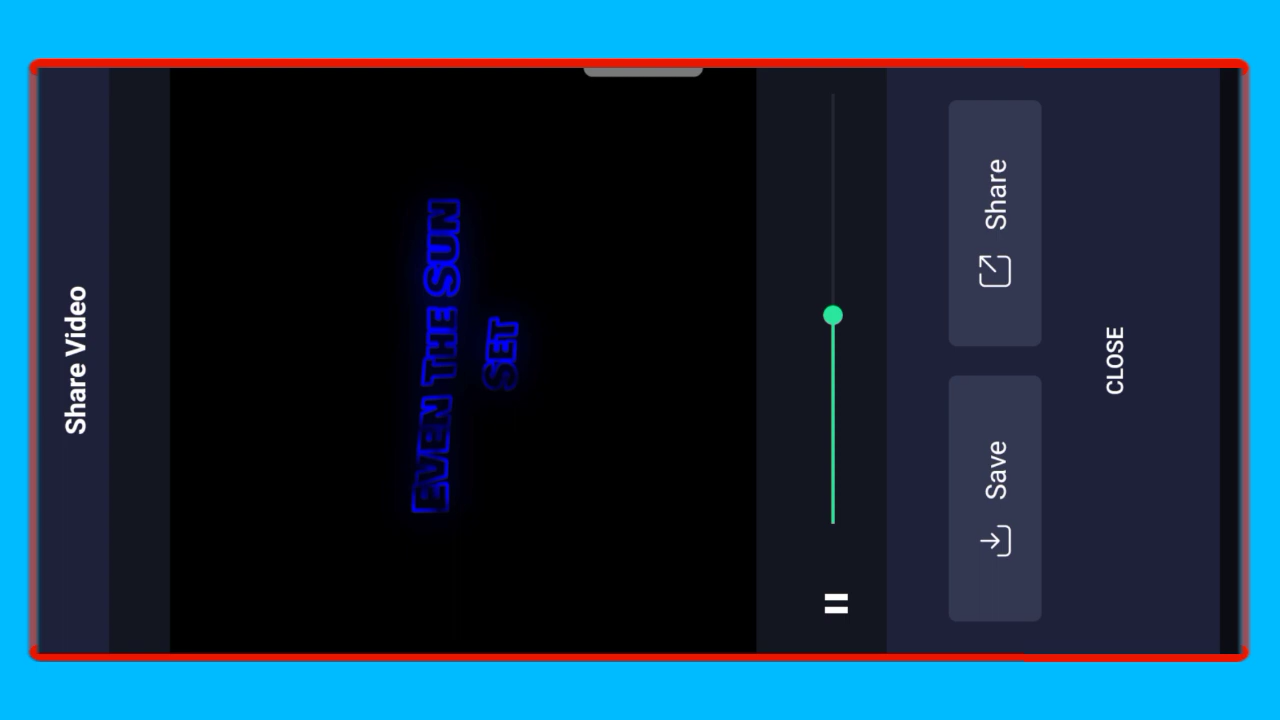 Share Video
EVEN THE SUN
SET
Save
Share
CLOSE